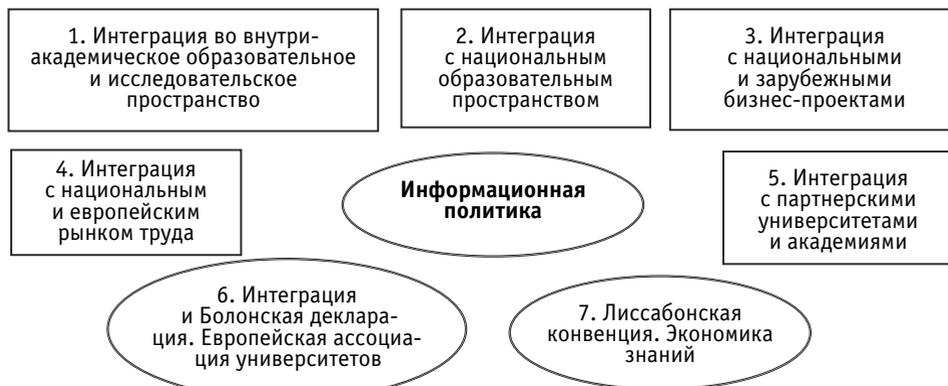 1. Интеграция во внутри-
академическое образовательное
и исследовательское
пространство
2. Интеграция
с национальным
образовательным
пространством
3. Интеграция
с национальными
и зарубежными
бизнес-проектами
4. Интеграция
с национальным
и европейским
рынком труда
Информационная
политика
5. Интеграция
с партнерскими
университетами
и академиями
6. Интеграция
и Болонская деклара-
ция. Европейская ассоци-
ация университетов
7. Лиссабонская
конвенция. Экономика
знаний